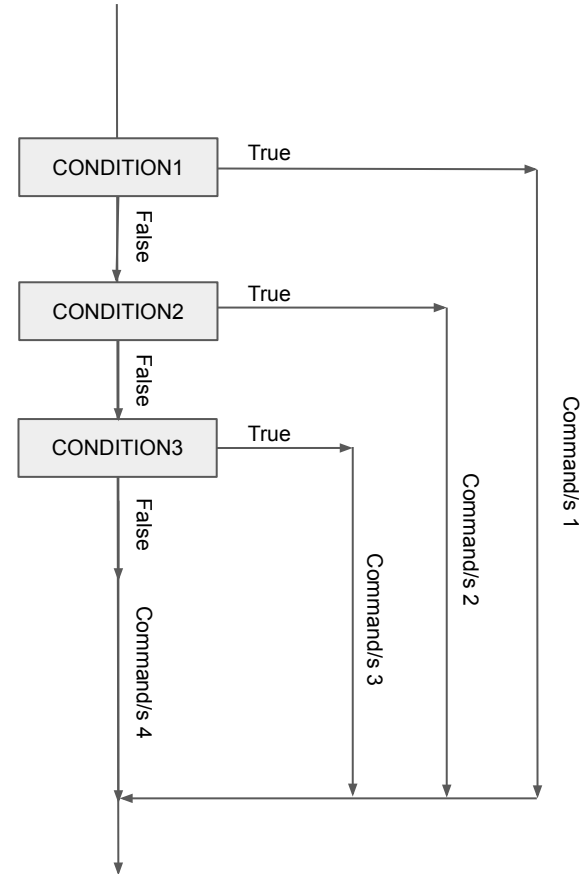 CONDITION1
True
False
CONDITION2
True
False
CONDITION3
True
False
Command/s 1
Command/s 2
Command/s 3
Command/s 4